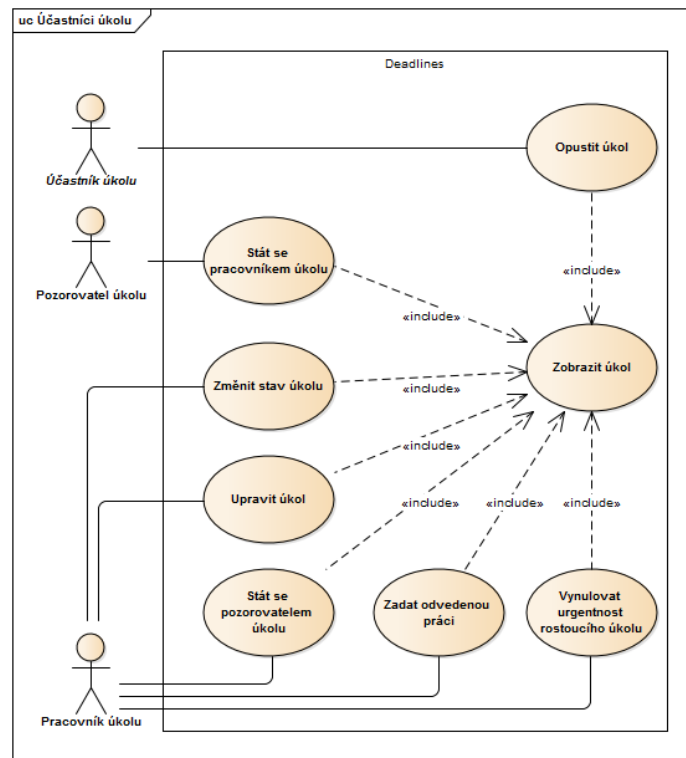 uc Účastníci úkolu
Deadlines
Účastník úkolu
Opustit úkol
Pozorovatel úkolu
Stát se
pracovníkem úkolu
«include»
«include»
Zobrazit úkol
Změnit stav úkolu
«include»
Upravit úkol
«include»
«include»
«include»
«include»
Stát se
pozorovatelem
úkolu
Zadat odvedenou
práci
Vynulovat
urgentnost
rostoucího úkolu
Pracovník úkolu